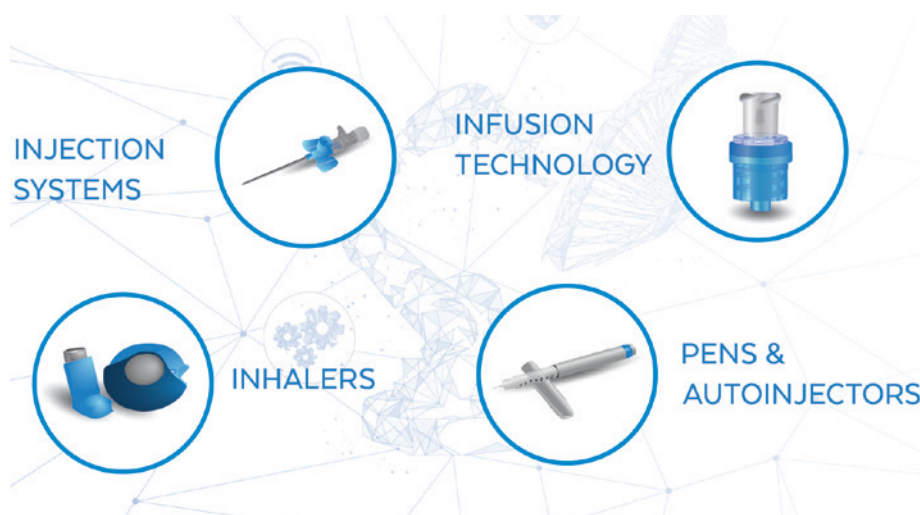 INJECTION
SYSTEMS
INFUSION
TECHNOLOGY
INHALERS
PENS &
AUTOINJECTORS